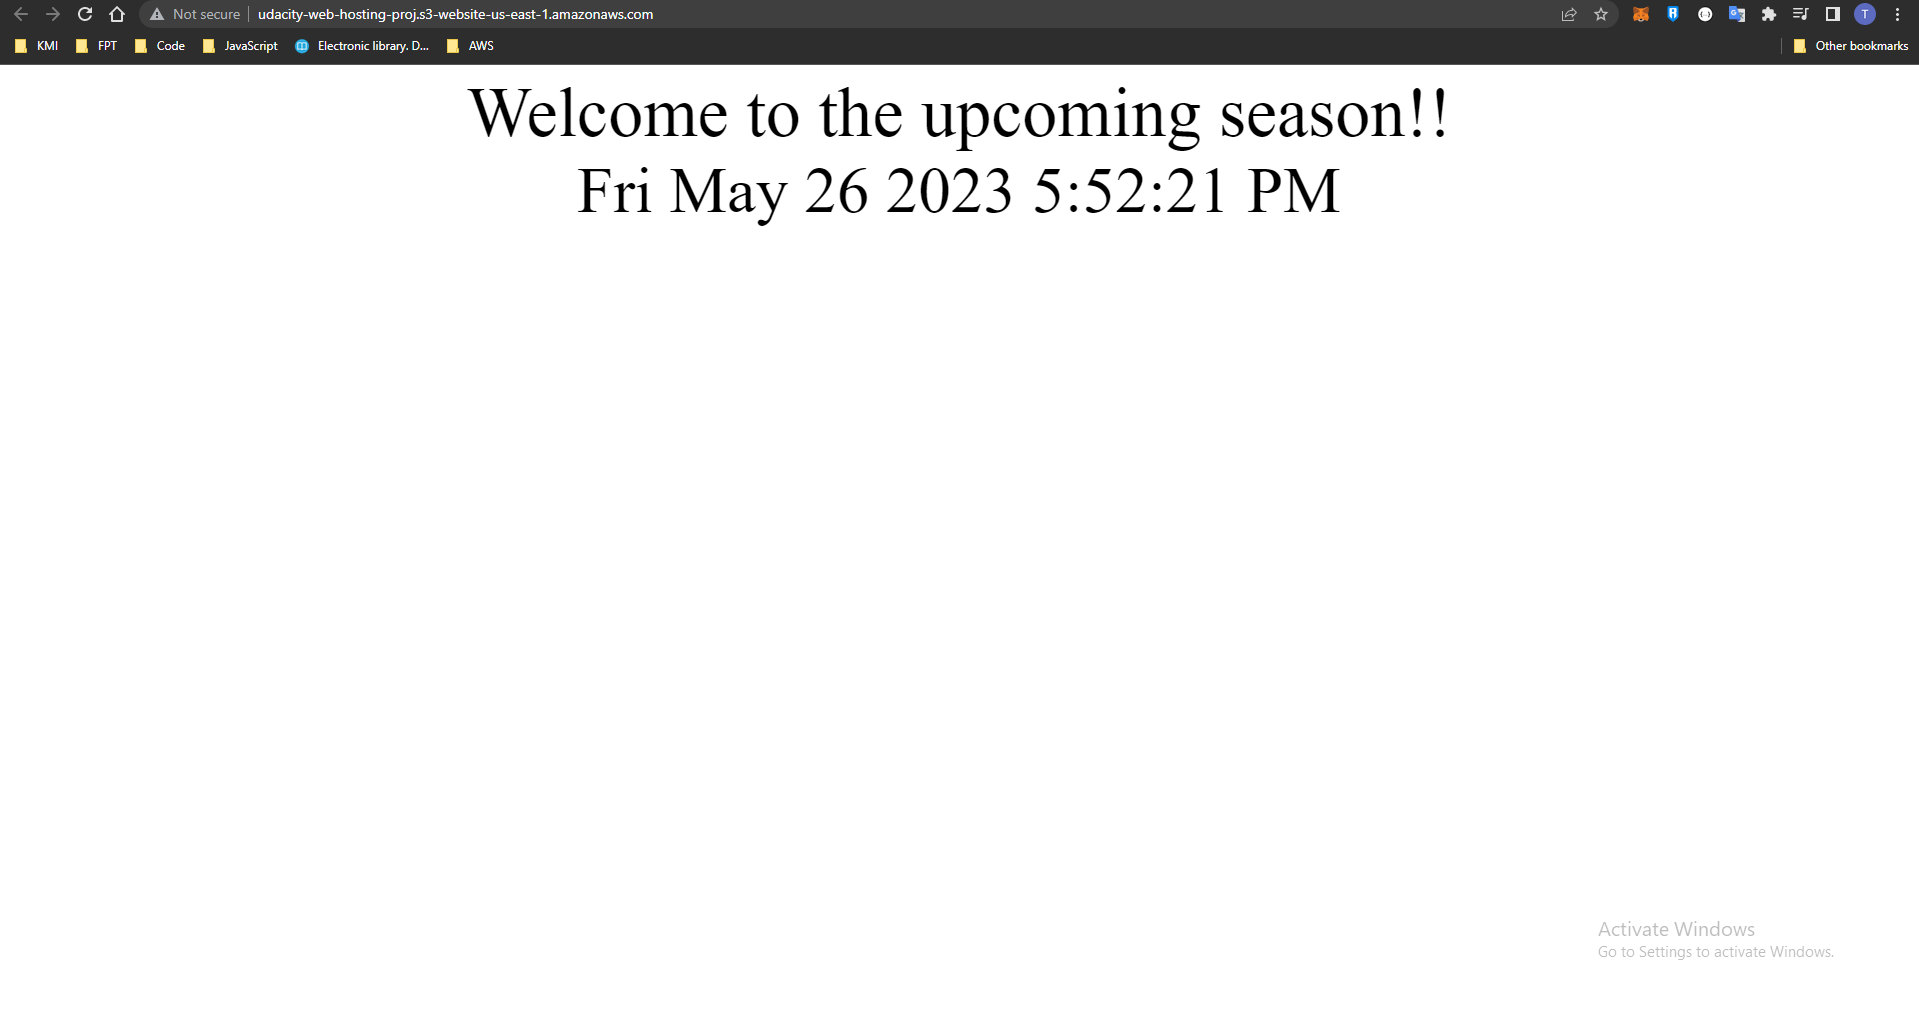 Not secure udacity-web-hosting-proj.s3-website-us-east-1.amazonaws.com T
KMI FPT Code JavaScript Electronic library. D... AWS Other bookmarks
Welcome to the upcoming season!!
Fri May 26 2023 5:52:21 PM
Activate Windows
Go to Settings to activate Windows.